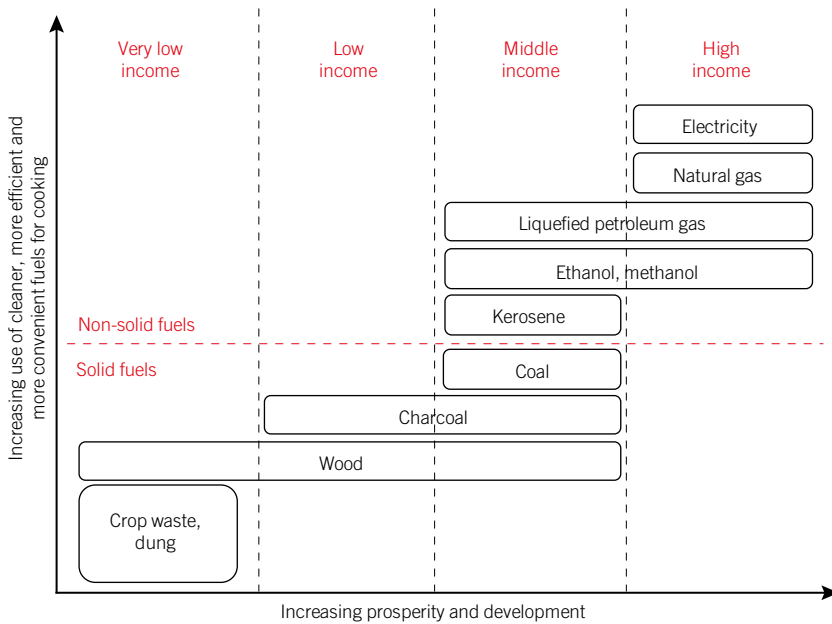 Very low
income
Low
income
Middle
income
High
income
Electricity
Natural gas
Liquefied petroleum gas
Ethanol, methanol
Kerosene
Non-solid fuels
Solid fuels
Coal
Charcoal
Wood
Crop waste,
dung
Increasing use of cleaner, more efficient and
more convenient fuels for cooking
Increasing prosperity and development